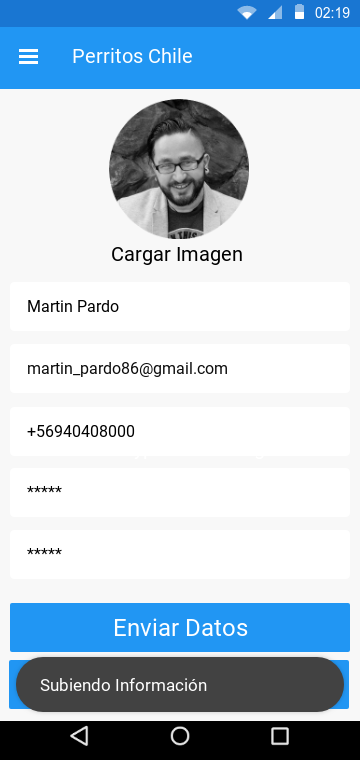 02:19
Perritos Chile
Cargar Imagen
Martin Pardo
martin_pardo86@gmail.com
+56940408000
*****
*****
Enviar Datos
Subiendo Información